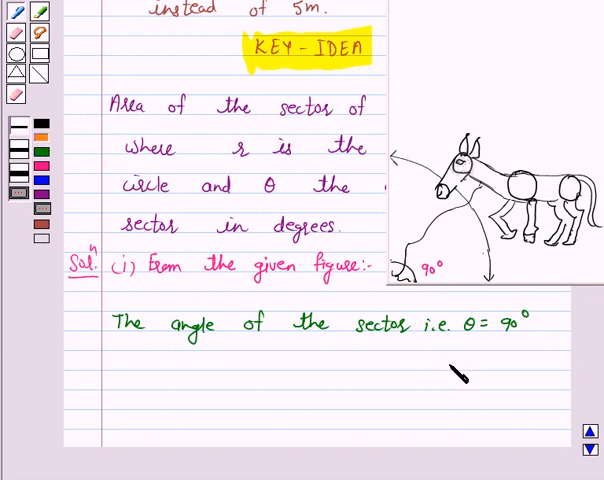 instead of 5m.
KEY - IDEA
Area of the sector of
where r is the
circle and θ the
sector in degrees.
Solⁿ. (i) From the given figure:-
90°
The angle of the sector i.e. θ = 90°